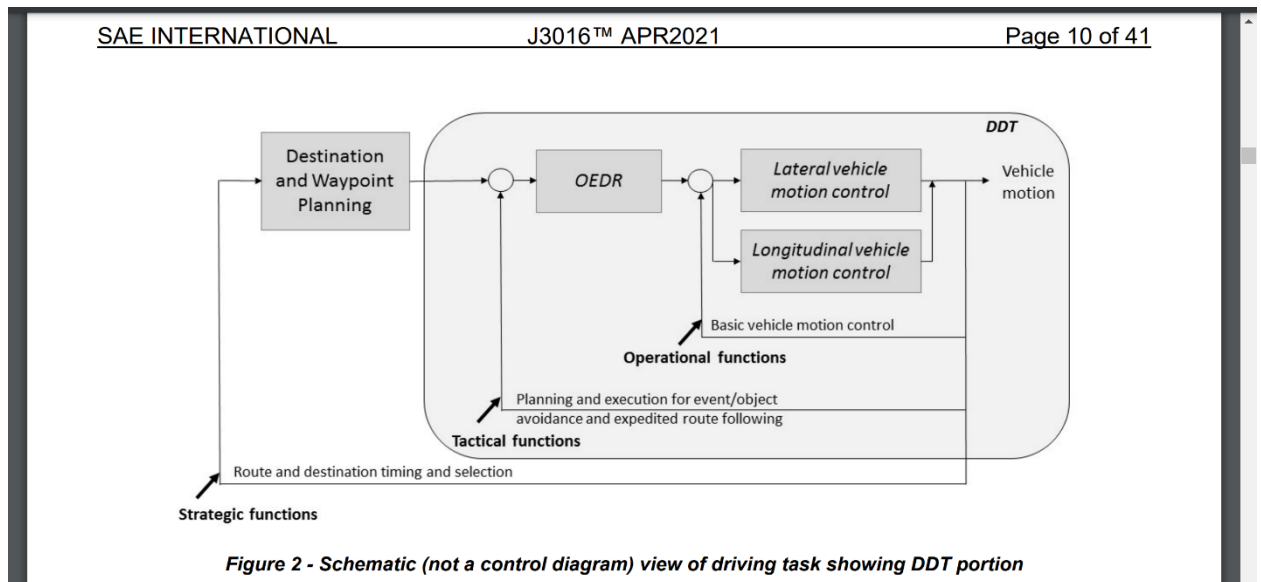 SAE INTERNATIONAL J3016™ APR2021 Page 10 of 41
DDT
Destination
and Waypoint
Planning
OEDR
Lateral vehicle
motion control
Vehicle
motion
Longitudinal vehicle
motion control
Basic vehicle motion control
Operational functions
Planning and execution for event/object
avoidance and expedited route following
Tactical functions
Route and destination timing and selection
Strategic functions
Figure 2 - Schematic (not a control diagram) view of driving task showing DDT portion